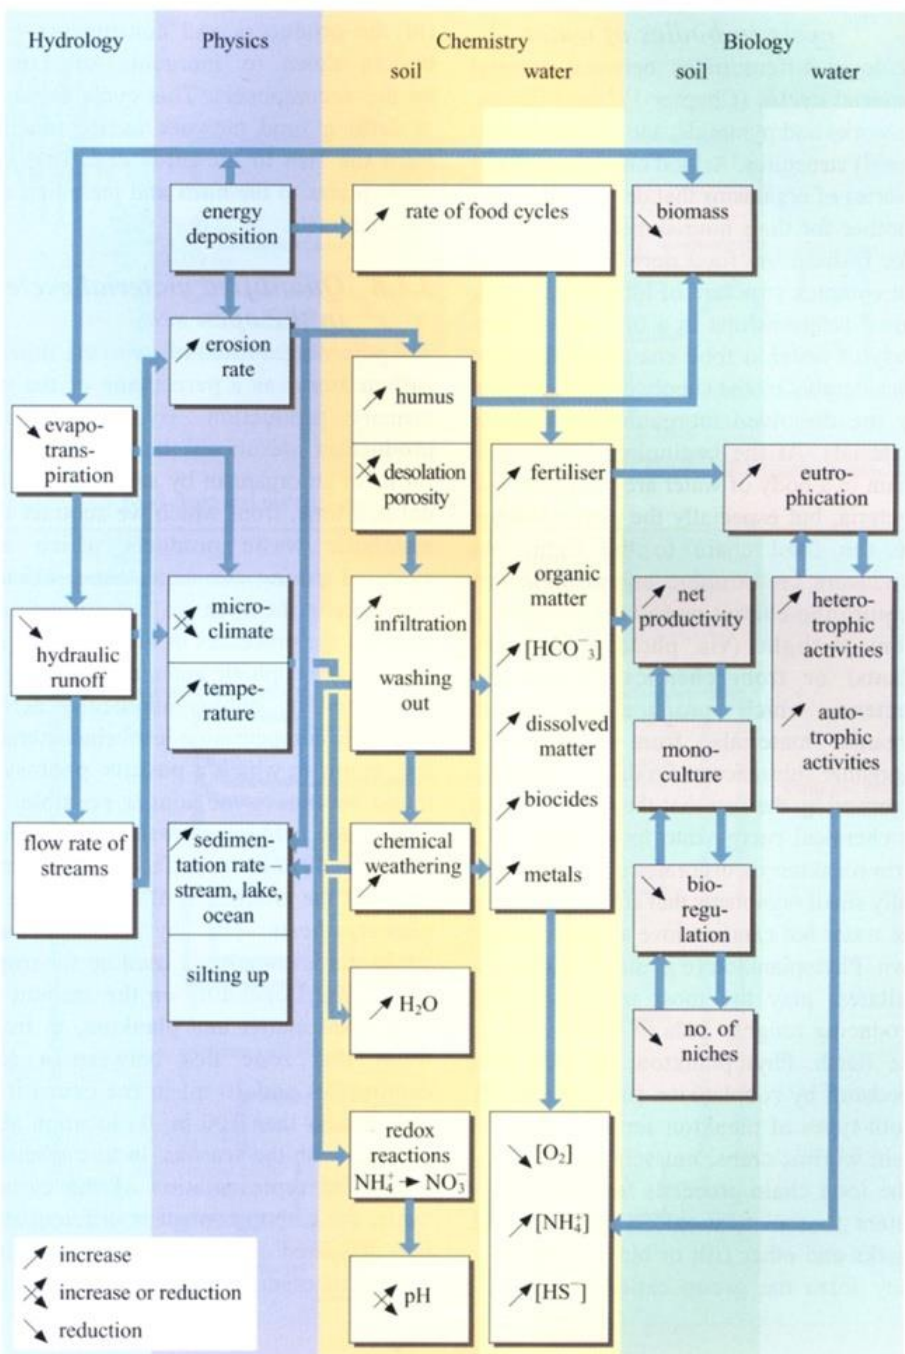 Hydrology
Physics
Chemistry
Biology
soil
water
soil
water
energy
deposition
rate of food cycles
biomass
erosion
rate
humus
desolation
porosity
evapo-
trans-
piration
fertiliser
organic
matter
[HCO₃⁻]
dissolved
matter
biocides
metals
eutro-
phication
micro-
climate
tempe-
rature
infiltration
washing
out
net
productivity
hetero-
trophic
activities
auto-
trophic
activities
hydraulic
runoff
mono-
culture
flow rate of
streams
sedimen-
tation rate –
stream, lake,
ocean
silting up
chemical
weathering
bio-
regu-
lation
H₂O
no. of
niches
redox
reactions
NH₄⁺ → NO₃⁻
[O₂]
[NH₄⁺]
[HS⁻]
pH
increase
increase or reduction
reduction